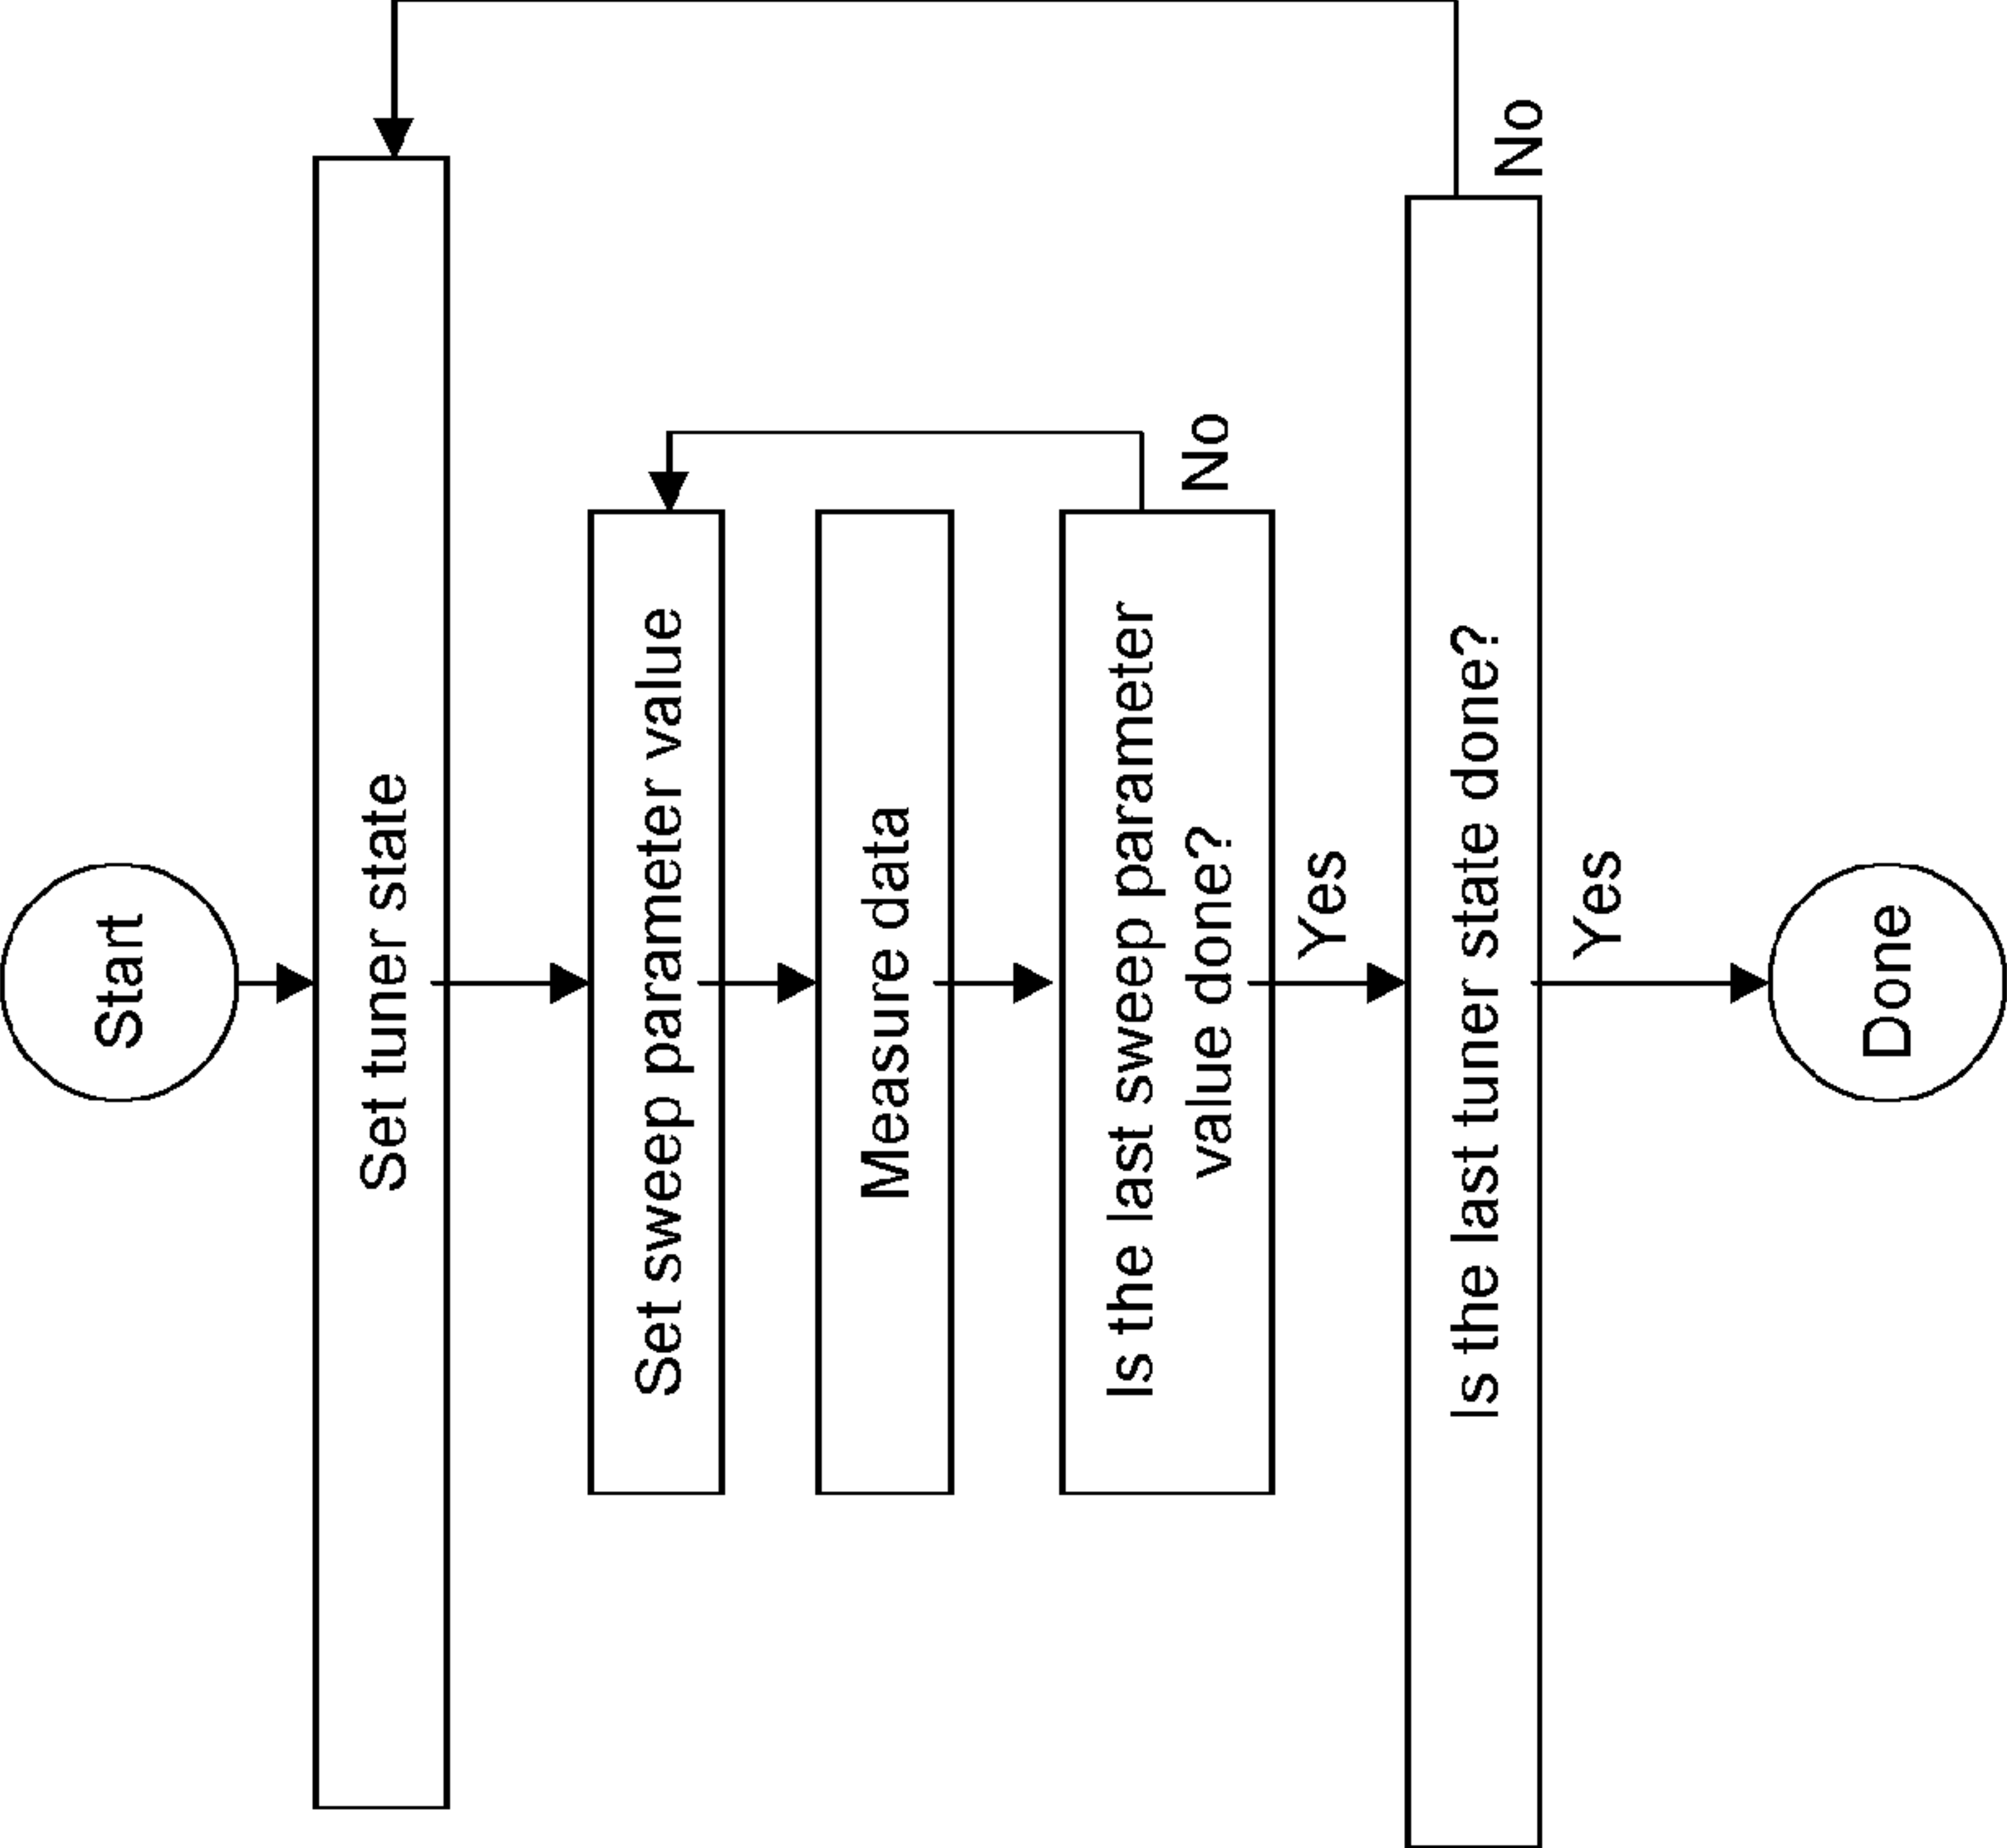 Start
Set tuner state
Set sweep parameter value
Measure data
Is the last sweep parameter
value done?
No
Yes
Is the last tuner state done?
No
Yes
Done